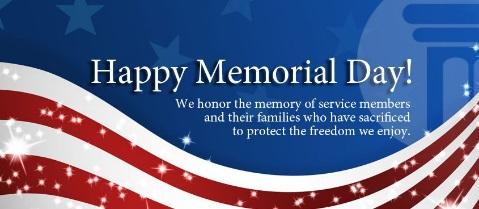 Happy Memorial Day!
We honor the memory of service members
and their families who have sacrificed
to protect the freedom we enjoy.